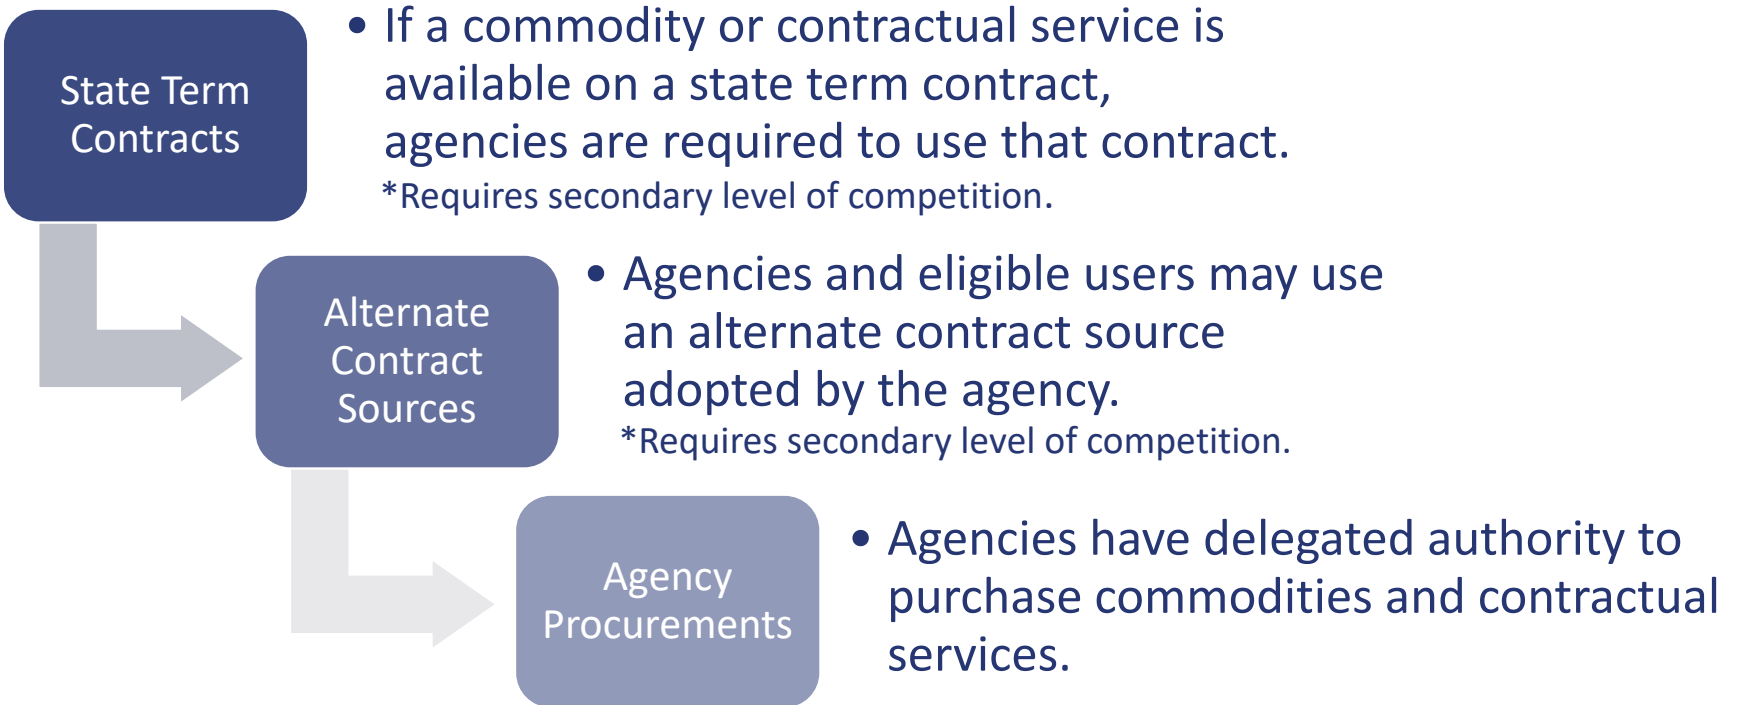 State Term
Contracts
• If a commodity or contractual service is
available on a state term contract,
agencies are required to use that contract.
*Requires secondary level of competition.
Alternate
Contract
Sources
• Agencies and eligible users may use
an alternate contract source
adopted by the agency.
*Requires secondary level of competition.
Agency
Procurements
• Agencies have delegated authority to
purchase commodities and contractual
services.